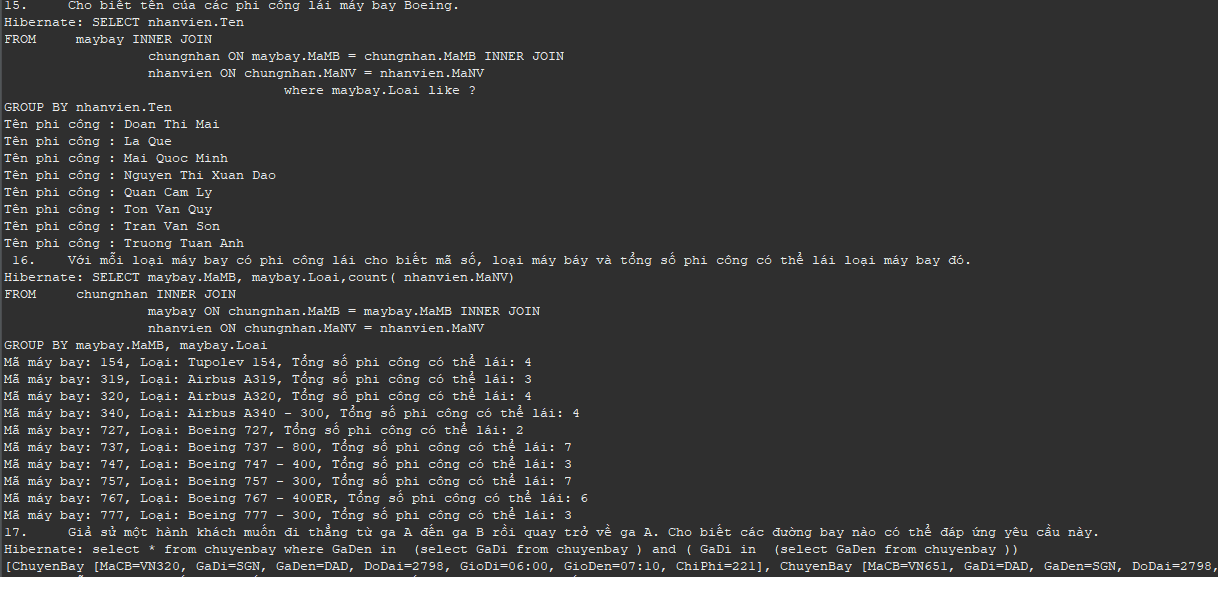 15.     Cho biết tên của các phi công lái máy bay Boeing.
Hibernate: SELECT nhanvien.Ten
FROM     maybay INNER JOIN
                  chungnhan ON maybay.MaMB = chungnhan.MaMB INNER JOIN
                  nhanvien ON chungnhan.MaNV = nhanvien.MaNV
                                   where maybay.Loai like ?
GROUP BY nhanvien.Ten
Tên phi công : Doan Thi Mai
Tên phi công : La Que
Tên phi công : Mai Quoc Minh
Tên phi công : Nguyen Thi Xuan Dao
Tên phi công : Quan Cam Ly
Tên phi công : Ton Van Quy
Tên phi công : Tran Van Son
Tên phi công : Truong Tuan Anh
 16.    Với mỗi loại máy bay có phi công lái cho biết mã số, loại máy báy và tổng số phi công có thể lái loại máy bay đó.
Hibernate: SELECT maybay.MaMB, maybay.Loai,count( nhanvien.MaNV)
FROM     chungnhan INNER JOIN
                  maybay ON chungnhan.MaMB = maybay.MaMB INNER JOIN
                  nhanvien ON chungnhan.MaNV = nhanvien.MaNV
GROUP BY maybay.MaMB, maybay.Loai
Mã máy bay: 154, Loại: Tupolev 154, Tổng số phi công có thể lái: 4
Mã máy bay: 319, Loại: Airbus A319, Tổng số phi công có thể lái: 3
Mã máy bay: 320, Loại: Airbus A320, Tổng số phi công có thể lái: 4
Mã máy bay: 340, Loại: Airbus A340 - 300, Tổng số phi công có thể lái: 4
Mã máy bay: 727, Loại: Boeing 727, Tổng số phi công có thể lái: 2
Mã máy bay: 737, Loại: Boeing 737 - 800, Tổng số phi công có thể lái: 7
Mã máy bay: 747, Loại: Boeing 747 - 400, Tổng số phi công có thể lái: 3
Mã máy bay: 757, Loại: Boeing 757 - 300, Tổng số phi công có thể lái: 7
Mã máy bay: 767, Loại: Boeing 767 - 400ER, Tổng số phi công có thể lái: 6
Mã máy bay: 777, Loại: Boeing 777 - 300, Tổng số phi công có thể lái: 3
17.     Giả sử một hành khách muốn đi thẳng từ ga A đến ga B rồi quay trở về ga A. Cho biết các đường bay nào có thể đáp ứng yêu cầu này.
Hibernate: select * from chuyenbay where GaDen in  (select GaDi from chuyenbay ) and ( GaDi in  (select GaDen from chuyenbay ))
[ChuyenBay [MaCB=VN320, GaDi=SGN, GaDen=DAD, DoDai=2798, GioDi=06:00, GioDen=07:10, ChiPhi=221], ChuyenBay [MaCB=VN651, GaDi=DAD, GaDen=SGN, DoDai=2798,